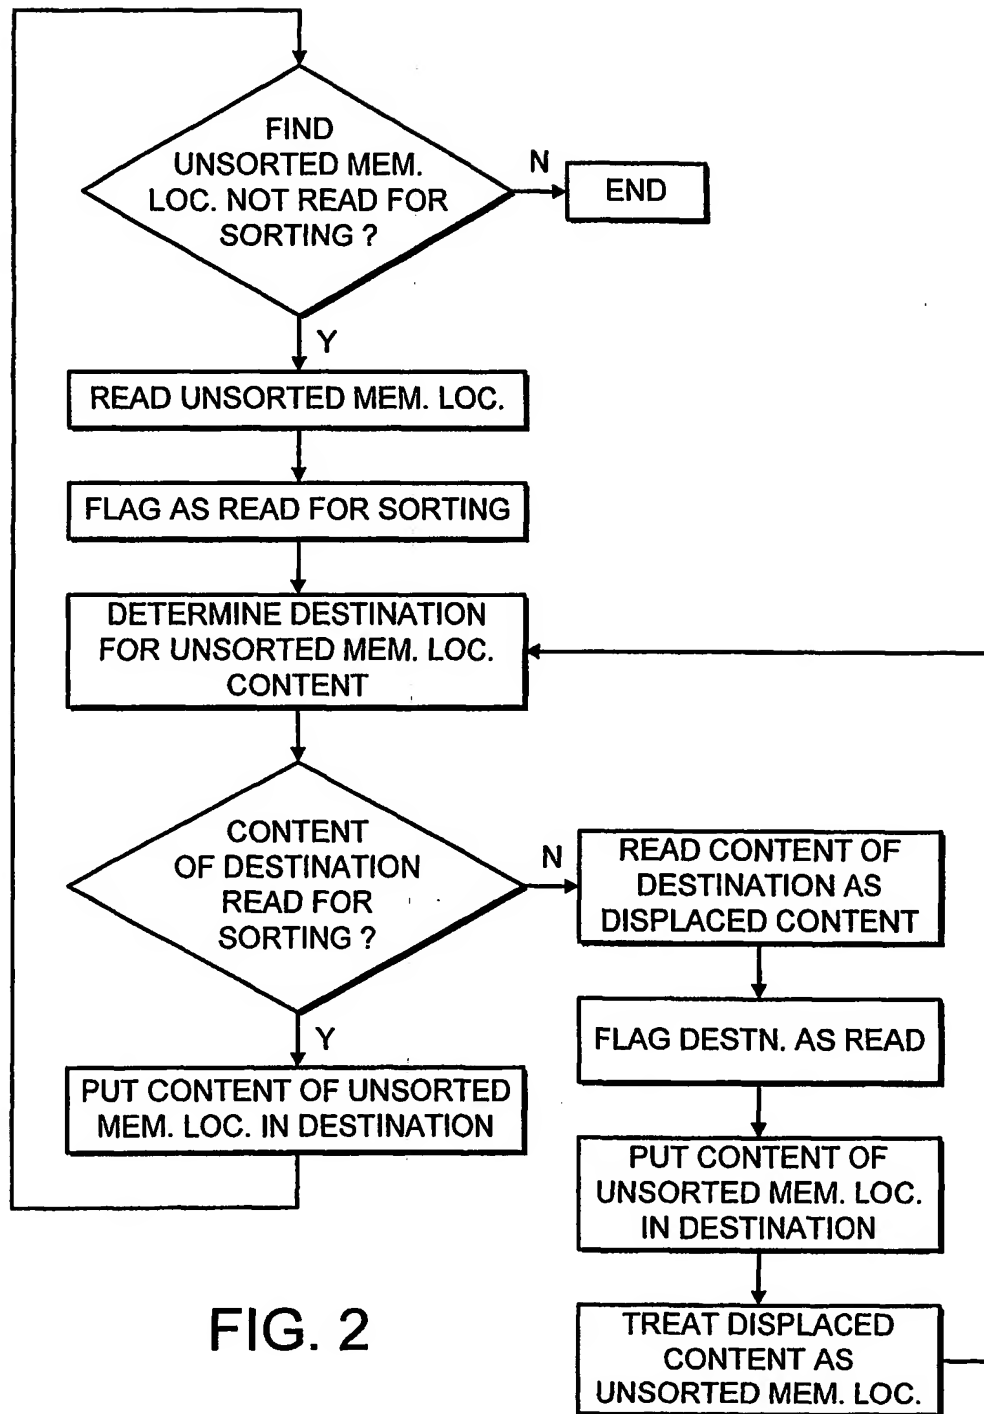 FIND
UNSORTED MEM.
LOC. NOT READ FOR
SORTING ?
N
END
Y
READ UNSORTED MEM. LOC.
FLAG AS READ FOR SORTING
DETERMINE DESTINATION
FOR UNSORTED MEM. LOC.
CONTENT
CONTENT
OF DESTINATION
READ FOR
SORTING ?
N
READ CONTENT OF
DESTINATION AS
DISPLACED CONTENT
Y
FLAG DESTN. AS READ
PUT CONTENT OF UNSORTED
MEM. LOC. IN DESTINATION
PUT CONTENT OF
UNSORTED MEM. LOC.
IN DESTINATION
TREAT DISPLACED
CONTENT AS
UNSORTED MEM. LOC.
FIG. 2